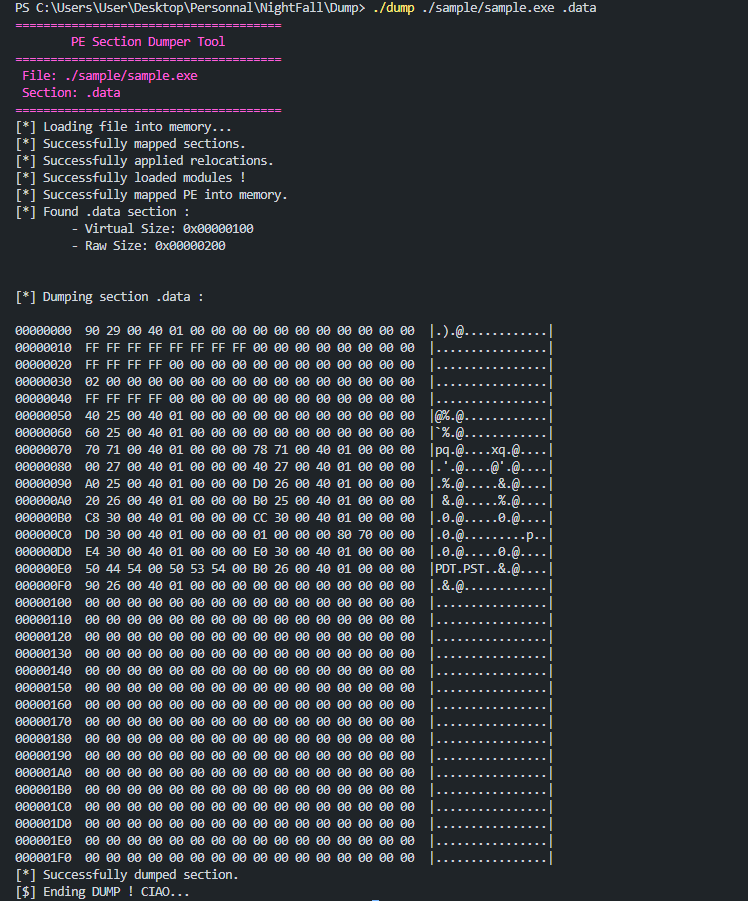 PS C:\Users\User\Desktop\Personnal\NightFall\Dump> ./dump ./sample/sample.exe .data
======================================
PE Section Dumper Tool
======================================
File: ./sample/sample.exe
Section: .data
======================================
[*] Loading file into memory...
[*] Successfully mapped sections.
[*] Successfully applied relocations.
[*] Successfully loaded modules !
[*] Successfully mapped PE into memory.
[*] Found .data section :
- Virtual Size: 0x00000100
- Raw Size: 0x00000200
[*] Dumping section .data :
00000000  90 29 00 40 01 00 00 00 00 00 00 00 00 00 00 00  |.).@............|
00000010  FF FF FF FF FF FF FF FF 00 00 00 00 00 00 00 00  |................|
00000020  FF FF FF FF 00 00 00 00 00 00 00 00 00 00 00 00  |................|
00000030  02 00 00 00 00 00 00 00 00 00 00 00 00 00 00 00  |................|
00000040  FF FF FF FF 00 00 00 00 00 00 00 00 00 00 00 00  |................|
00000050  40 25 00 40 01 00 00 00 00 00 00 00 00 00 00 00  |@%.@............|
00000060  60 25 00 40 01 00 00 00 00 00 00 00 00 00 00 00  |`%.@............|
00000070  70 71 00 40 01 00 00 00 78 71 00 40 01 00 00 00  |pq.@....xq.@....|
00000080  00 27 00 40 01 00 00 00 40 27 00 40 01 00 00 00  |.'.@....@'.@....|
00000090  A0 25 00 40 01 00 00 00 D0 26 00 40 01 00 00 00  |.%.@.....&.@....|
000000A0  20 26 00 40 01 00 00 00 B0 25 00 40 01 00 00 00  | &.@.....%.@....|
000000B0  C8 30 00 40 01 00 00 00 CC 30 00 40 01 00 00 00  |.0.@.....0.@....|
000000C0  D0 30 00 40 01 00 00 00 01 00 00 00 80 70 00 00  |.0.@.........p..|
000000D0  E4 30 00 40 01 00 00 00 E0 30 00 40 01 00 00 00  |.0.@.....0.@....|
000000E0  50 44 54 00 50 53 54 00 B0 26 00 40 01 00 00 00  |PDT.PST..&.@....|
000000F0  90 26 00 40 01 00 00 00 00 00 00 00 00 00 00 00  |.&.@............|
00000100  00 00 00 00 00 00 00 00 00 00 00 00 00 00 00 00  |................|
00000110  00 00 00 00 00 00 00 00 00 00 00 00 00 00 00 00  |................|
00000120  00 00 00 00 00 00 00 00 00 00 00 00 00 00 00 00  |................|
00000130  00 00 00 00 00 00 00 00 00 00 00 00 00 00 00 00  |................|
00000140  00 00 00 00 00 00 00 00 00 00 00 00 00 00 00 00  |................|
00000150  00 00 00 00 00 00 00 00 00 00 00 00 00 00 00 00  |................|
00000160  00 00 00 00 00 00 00 00 00 00 00 00 00 00 00 00  |................|
00000170  00 00 00 00 00 00 00 00 00 00 00 00 00 00 00 00  |................|
00000180  00 00 00 00 00 00 00 00 00 00 00 00 00 00 00 00  |................|
00000190  00 00 00 00 00 00 00 00 00 00 00 00 00 00 00 00  |................|
000001A0  00 00 00 00 00 00 00 00 00 00 00 00 00 00 00 00  |................|
000001B0  00 00 00 00 00 00 00 00 00 00 00 00 00 00 00 00  |................|
000001C0  00 00 00 00 00 00 00 00 00 00 00 00 00 00 00 00  |................|
000001D0  00 00 00 00 00 00 00 00 00 00 00 00 00 00 00 00  |................|
000001E0  00 00 00 00 00 00 00 00 00 00 00 00 00 00 00 00  |................|
000001F0  00 00 00 00 00 00 00 00 00 00 00 00 00 00 00 00  |................|
[*] Successfully dumped section.
[$] Ending DUMP ! CIAO...